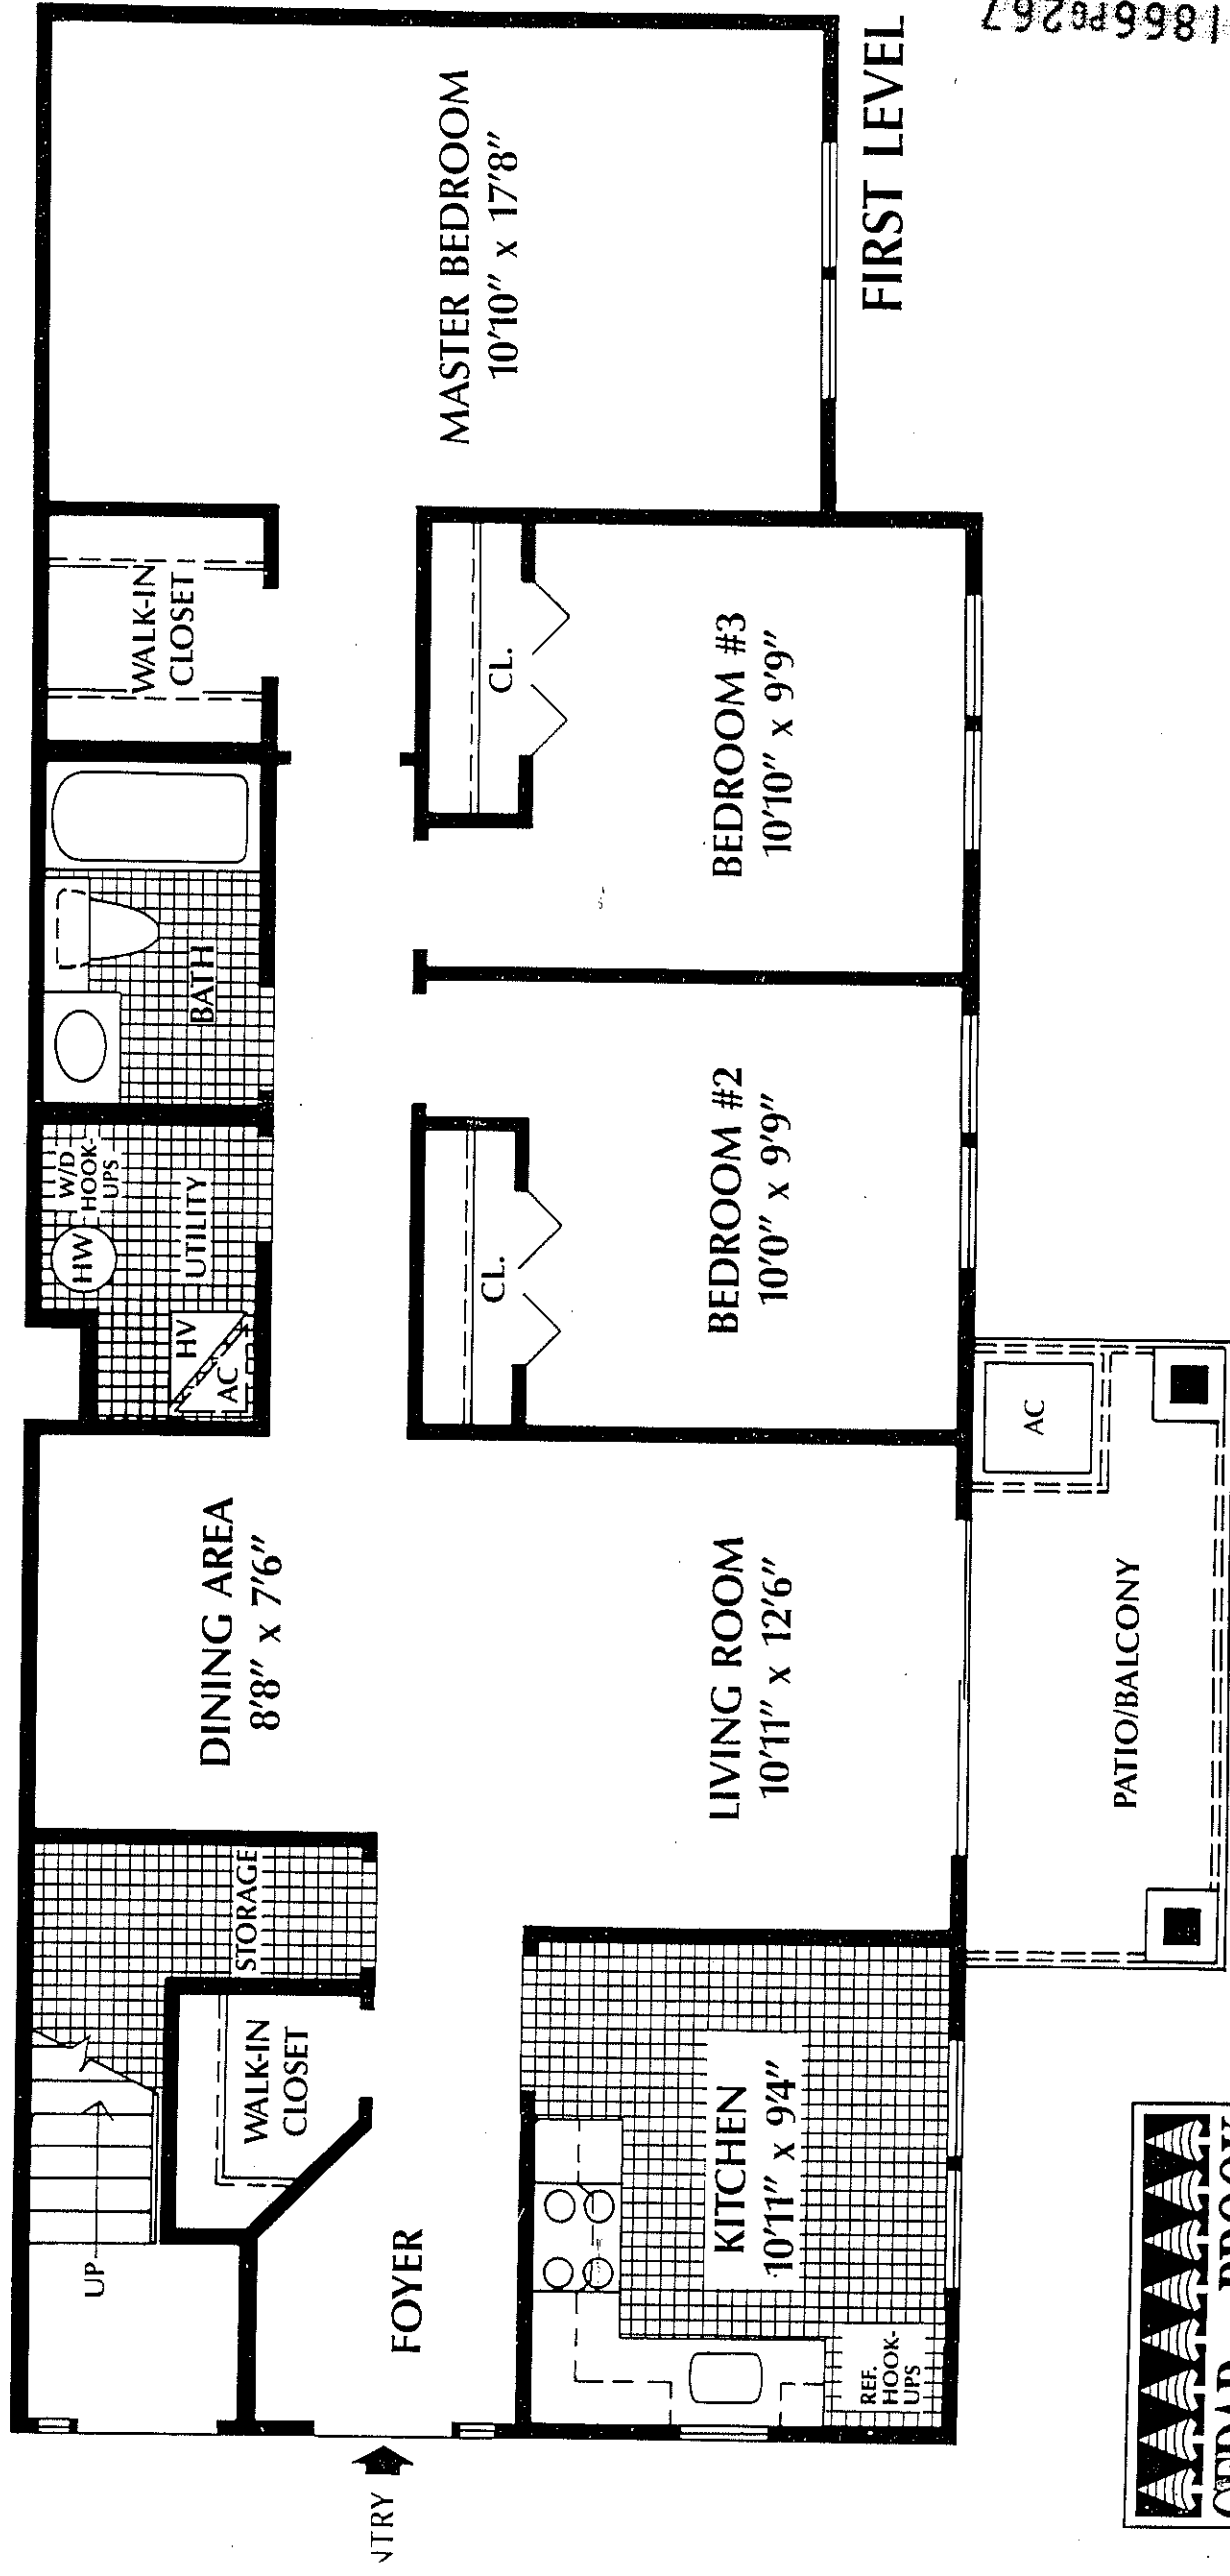 1866PG267
FIRST LEVEL
MASTER BEDROOM
10'10" x 17'8"
WALK-IN
CLOSET
CL.
BEDROOM #3
10'10" x 9'9"
BATH
W/D
HOOK-
UPS
HW
UTILITY
HV
AC
CL.
BEDROOM #2
10'0" x 9'9"
AC
DINING AREA
8'8" x 7'6"
LIVING ROOM
10'11" x 12'6"
PATIO/BALCONY
STORAGE
WALK-IN
CLOSET
UP
FOYER
KITCHEN
10'11" x 9'4"
REF.
HOOK-
UPS
NTRY
CEDAR BROOK